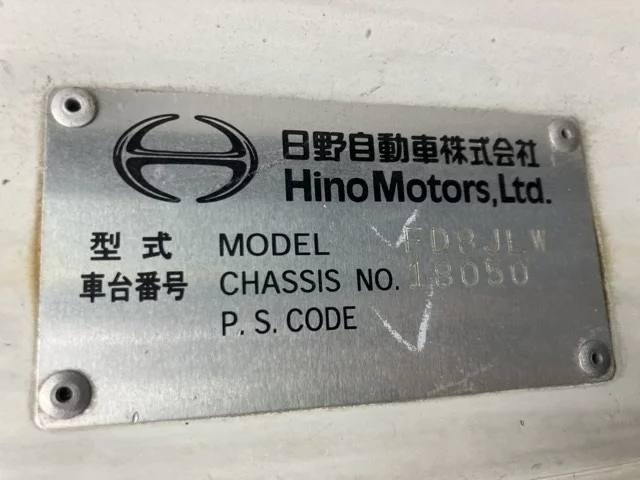 日野自動車株式会社
Hino Motors, Ltd.
型式 MODEL FD8JLW
車台番号 CHASSIS NO. 18050
P.S.CODE